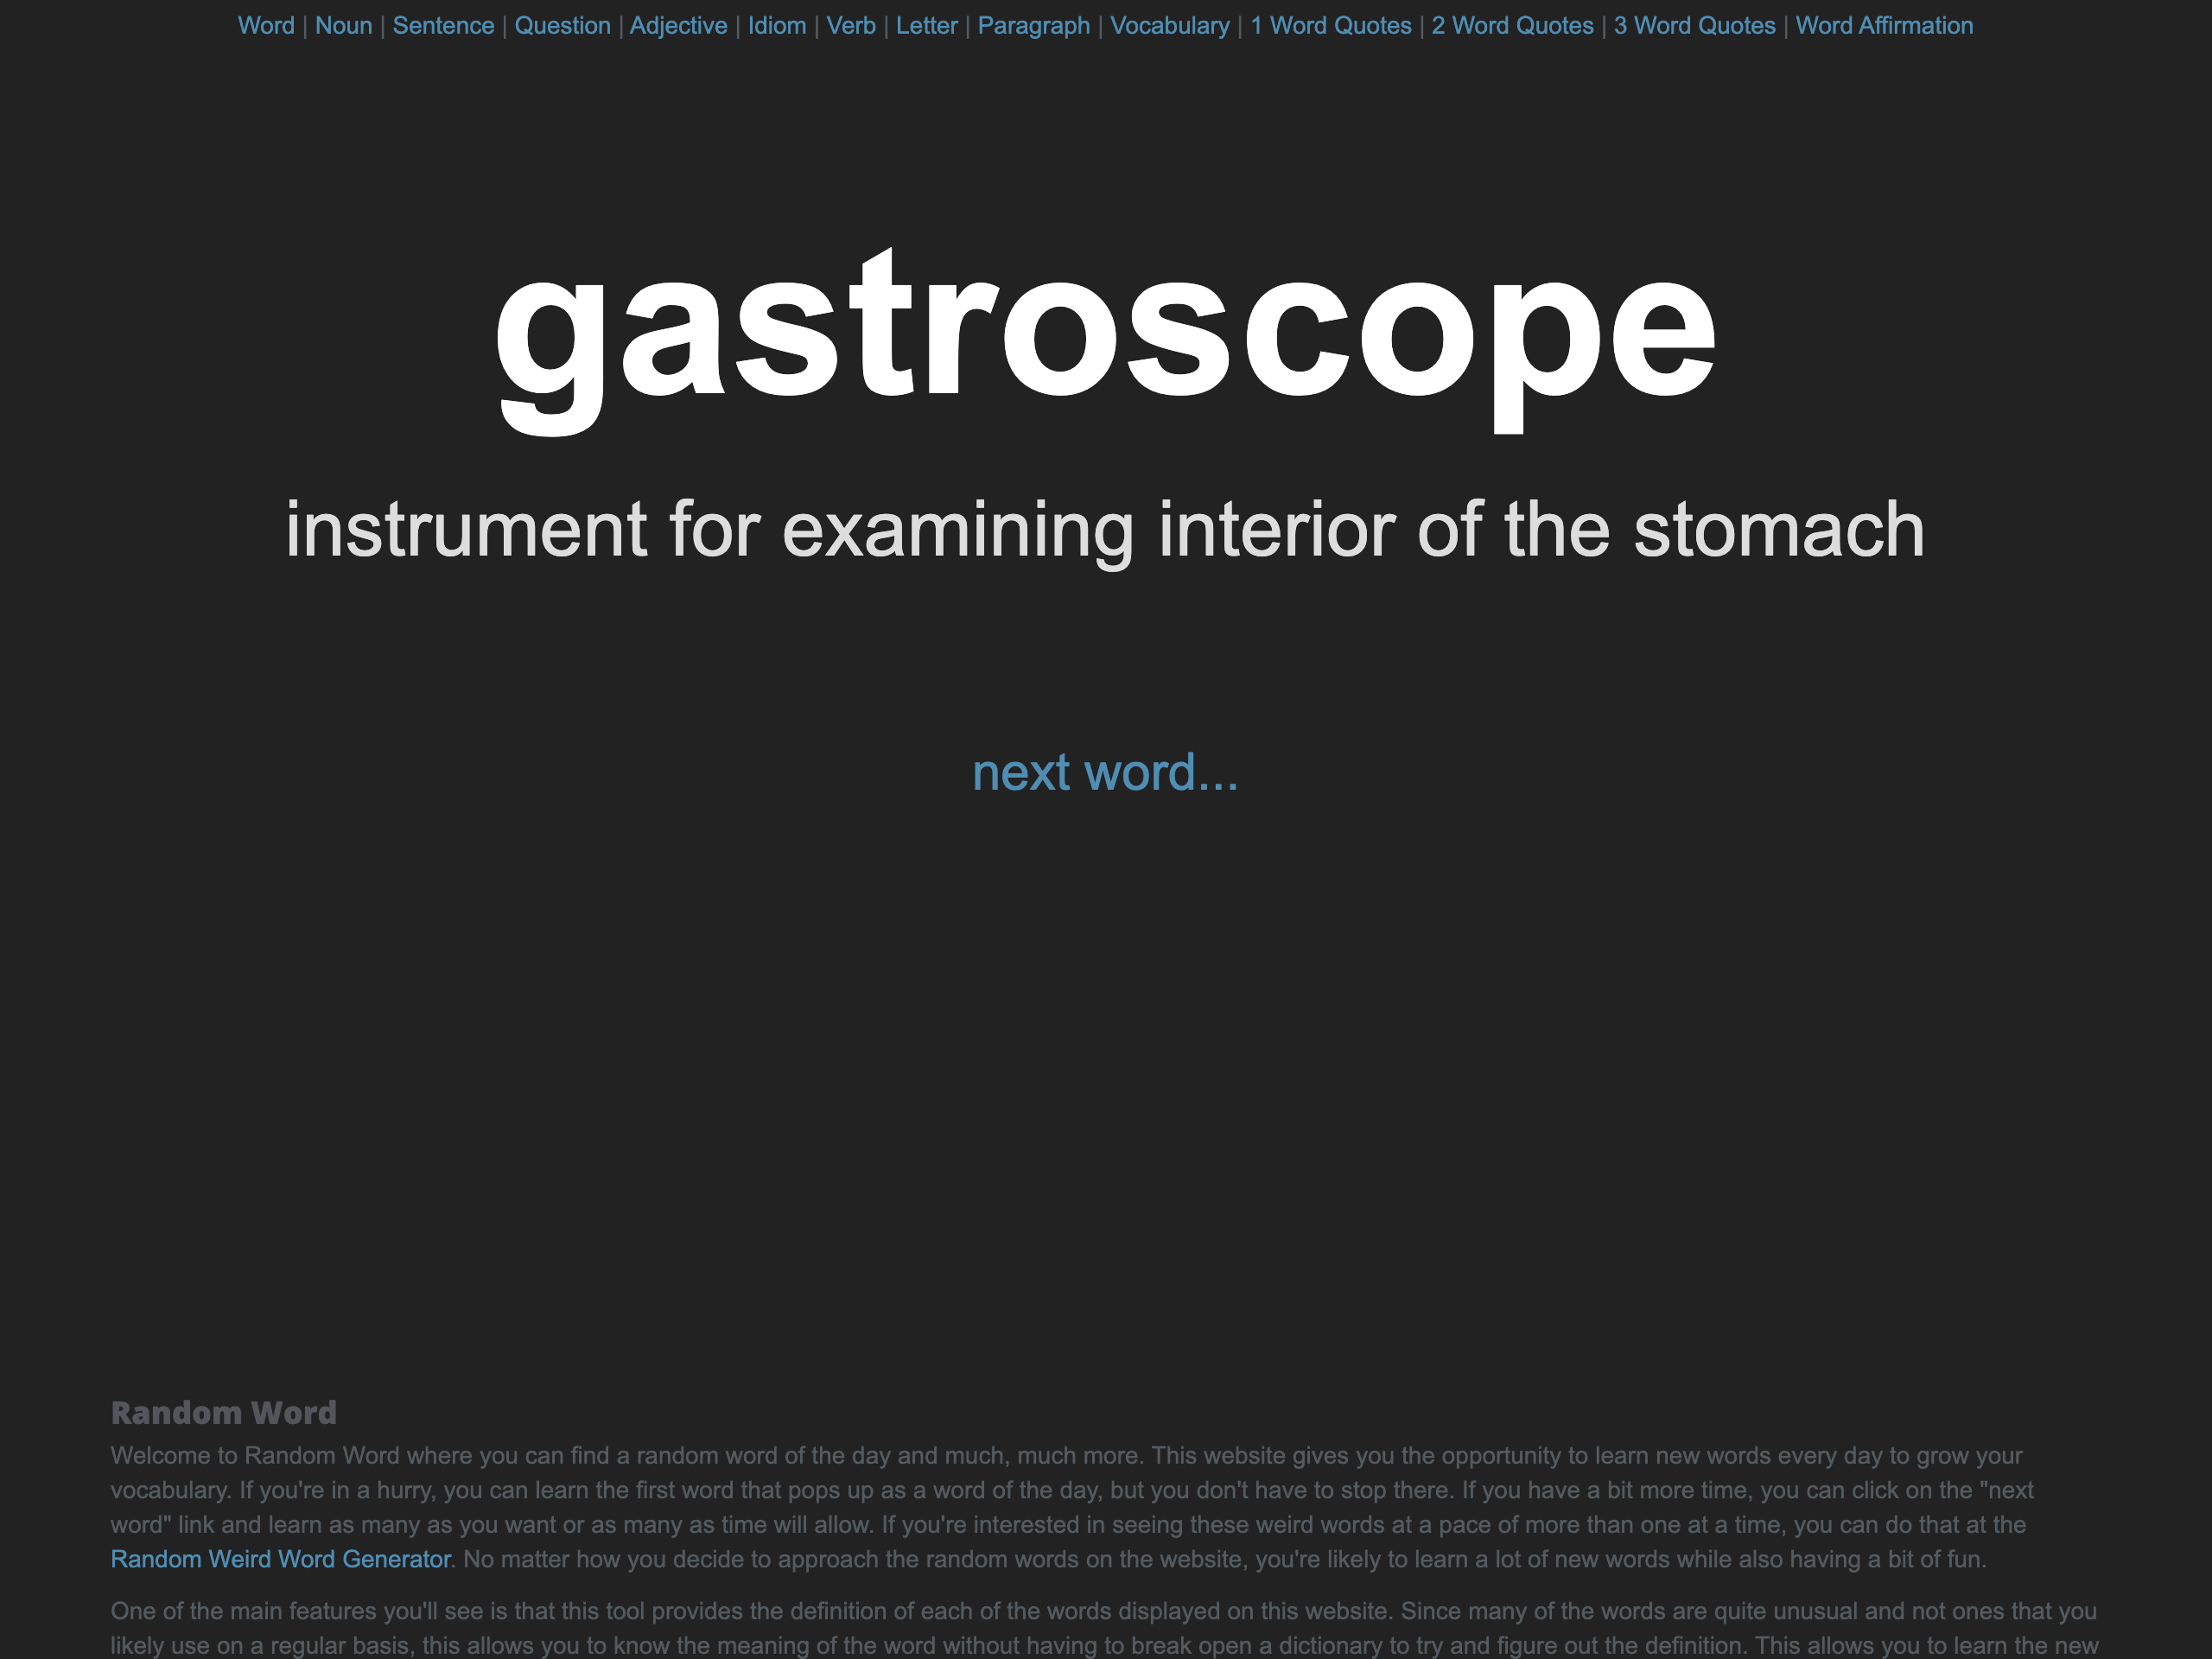 Word | Noun | Sentence | Question | Adjective | Idiom | Verb | Letter | Paragraph | Vocabulary | 1 Word Quotes | 2 Word Quotes | 3 Word Quotes | Word Affirmation
gastroscope
instrument for examining interior of the stomach
next word...
Random Word
Welcome to Random Word where you can find a random word of the day and much, much more. This website gives you the opportunity to learn new words every day to grow your
vocabulary. If you're in a hurry, you can learn the first word that pops up as a word of the day, but you don't have to stop there. If you have a bit more time, you can click on the "next
word" link and learn as many as you want or as many as time will allow. If you're interested in seeing these weird words at a pace of more than one at a time, you can do that at the
Random Weird Word Generator. No matter how you decide to approach the random words on the website, you're likely to learn a lot of new words while also having a bit of fun.
One of the main features you'll see is that this tool provides the definition of each of the words displayed on this website. Since many of the words are quite unusual and not ones that you
likely use on a regular basis, this allows you to know the meaning of the word without having to break open a dictionary to try and figure out the definition. This allows you to learn the new